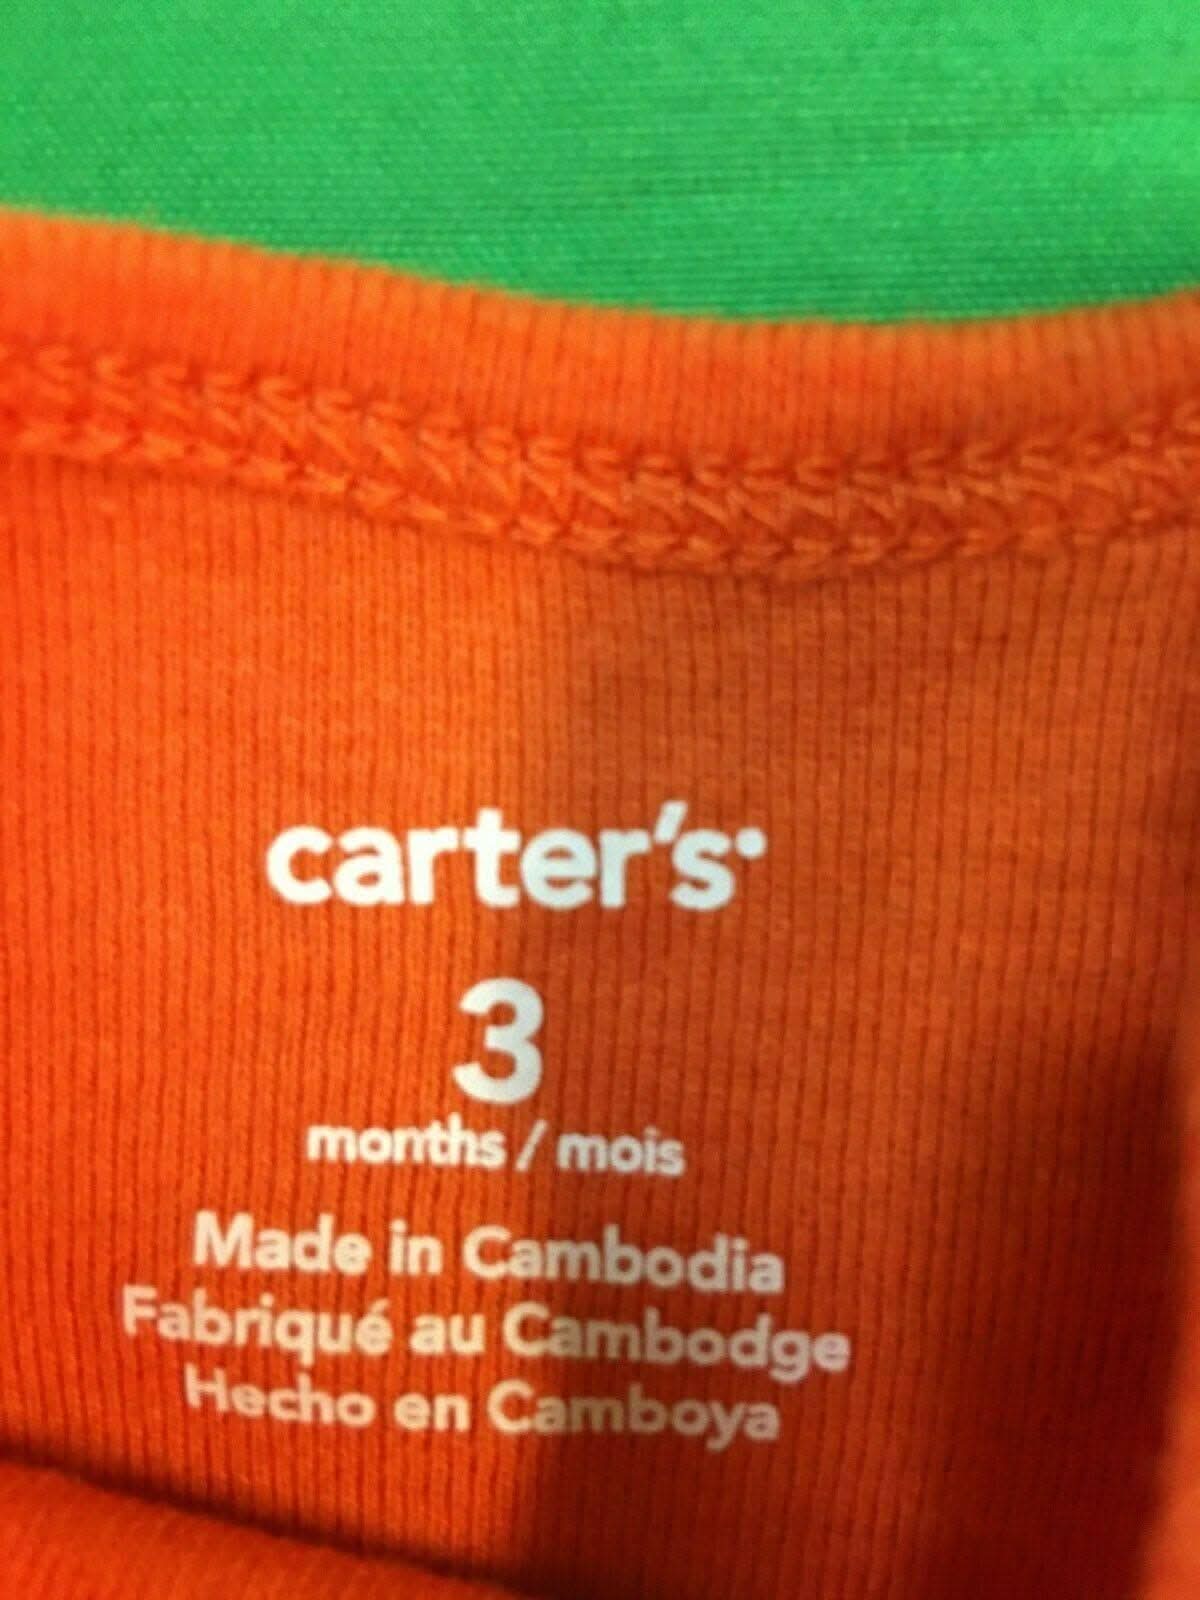 carter's
3
months / mois
Made in Cambodia
Fabriqué au Cambodge
Hecho en Camboya